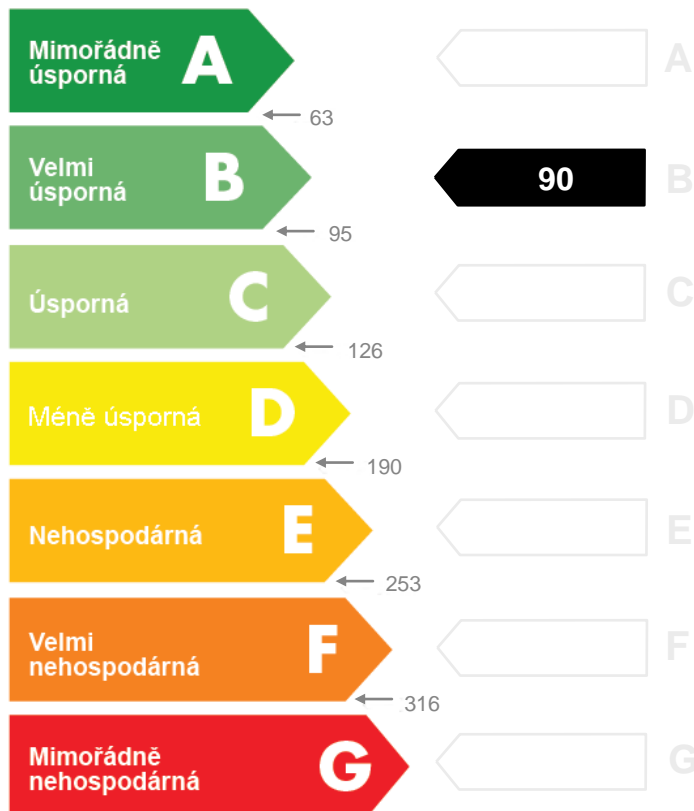 Mimořádně
úsporná
A
A
63
Velmi
úsporná
B
90
B
95
Úsporná
C
C
126
Méně úsporná
D
D
190
Nehospodárná
E
E
253
Velmi
nehospodárná
F
F
316
Mimořádně
nehospodárná
G
G